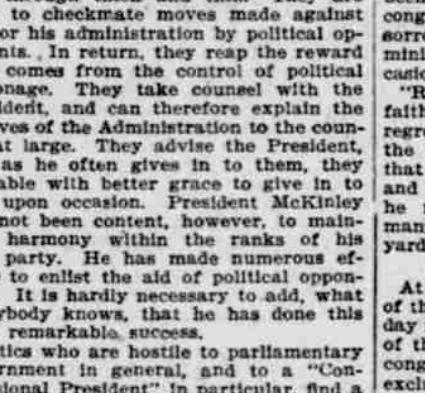 to checkmate moves made against
or his administration by political op-
nts. In return, they reap the reward
comes from the control of political
onage. They take counsel with the
ident, and can therefore explain the
ves of the Administration to the coun-
at large. They advise the President,
as he often gives in to them, they
able with better grace to give in to
upon occasion. President McKinley
not been content, however, to main-
harmony within the ranks of his
party. He has made numerous ef-
to enlist the aid of political oppon-
It is hardly necessary to add, what
ybody knows, that he has done this
remarkable success.
tics who are hostile to parliamentary
ernment in general, and to a "Con-
sional President" in particular, find a
cong
sorre
mini
casio
"R
faith
regre
the
that
and
he
man
yard
At
of th
day
of th
cong
exclu